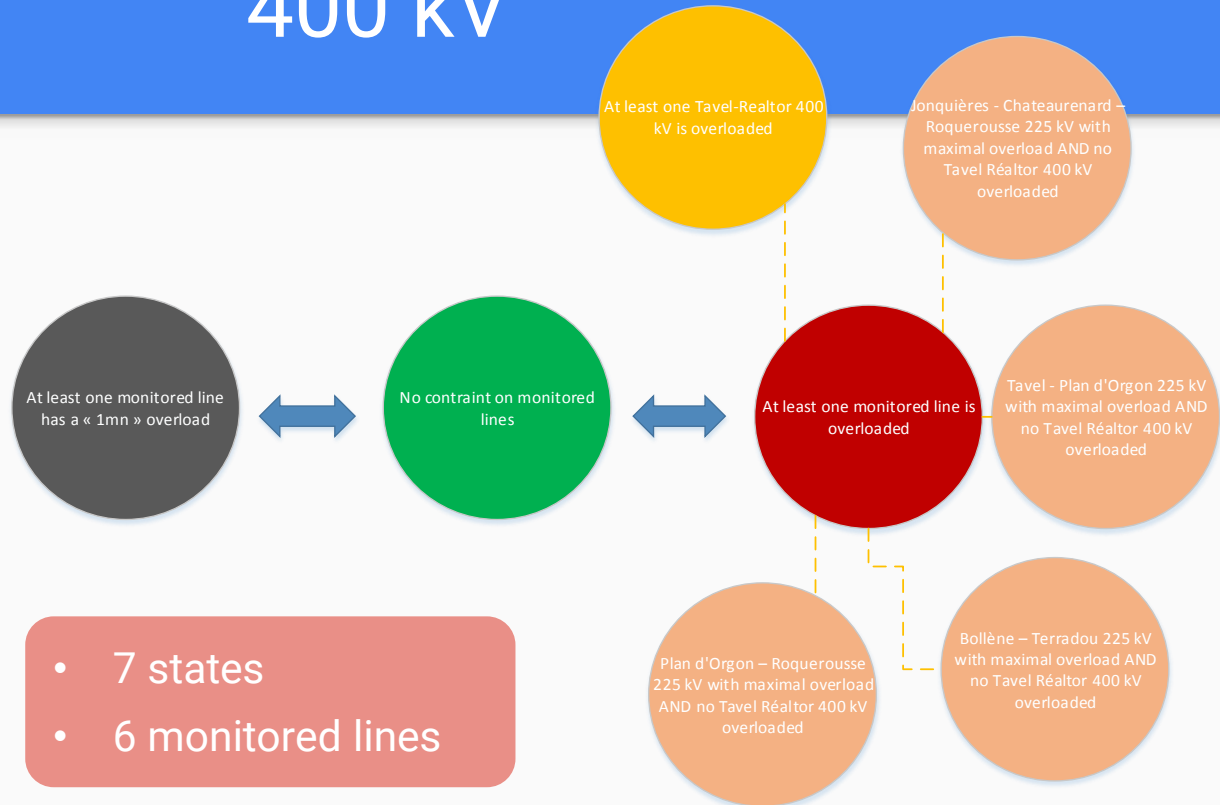 400 kV
At least one Tavel-Realtor 400
kV is overloaded
Jonquières - Chateaurenard –
Roquerousse 225 kV with
maximal overload AND no
Tavel Réaltor 400 kV
overloaded
At least one monitored line
has a « 1mn » overload
No contraint on monitored
lines
At least one monitored line is
overloaded
Tavel - Plan d'Orgon 225 kV
with maximal overload AND
no Tavel Réaltor 400 kV
overloaded
Plan d'Orgon – Roquerousse
225 kV with maximal overload
AND no Tavel Réaltor 400 kV
overloaded
Bollène – Terradou 225 kV
with maximal overload AND
no Tavel Réaltor 400 kV
overloaded
• 7 states
• 6 monitored lines